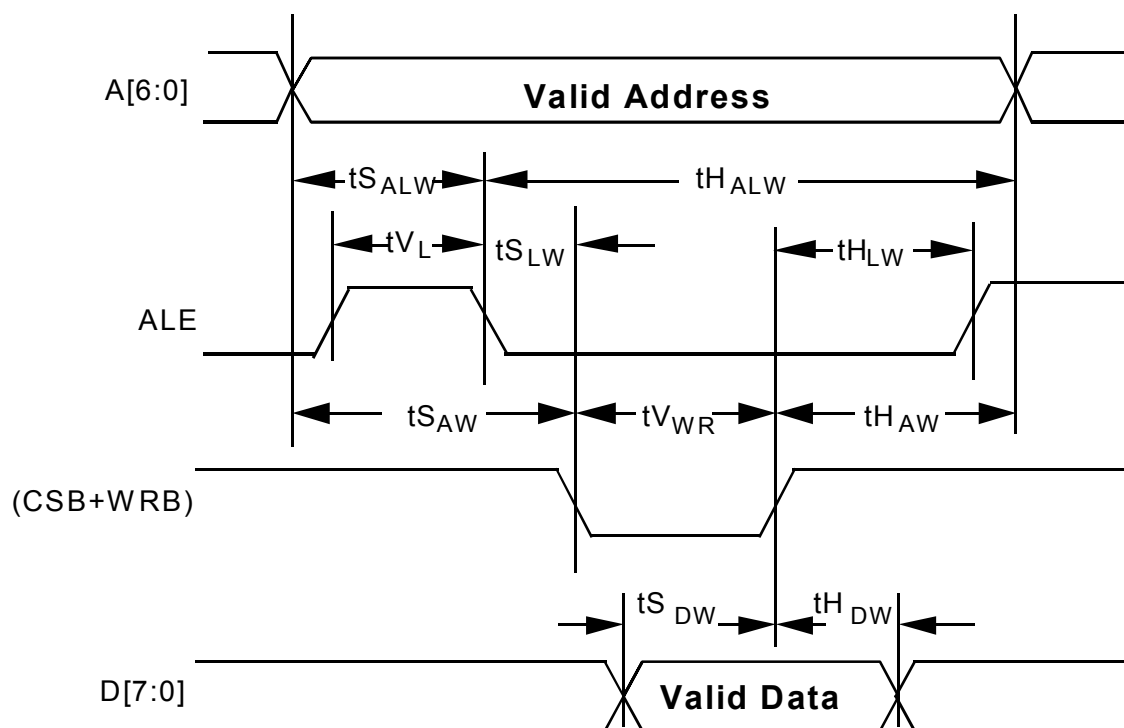 A[6:0]
Valid Address
tS ALW
tH ALW
tV L
tS LW
tH LW
ALE
tS AW
tV WR
tH AW
(CSB+WRB)
tS DW
tH DW
D[7:0]
Valid Data